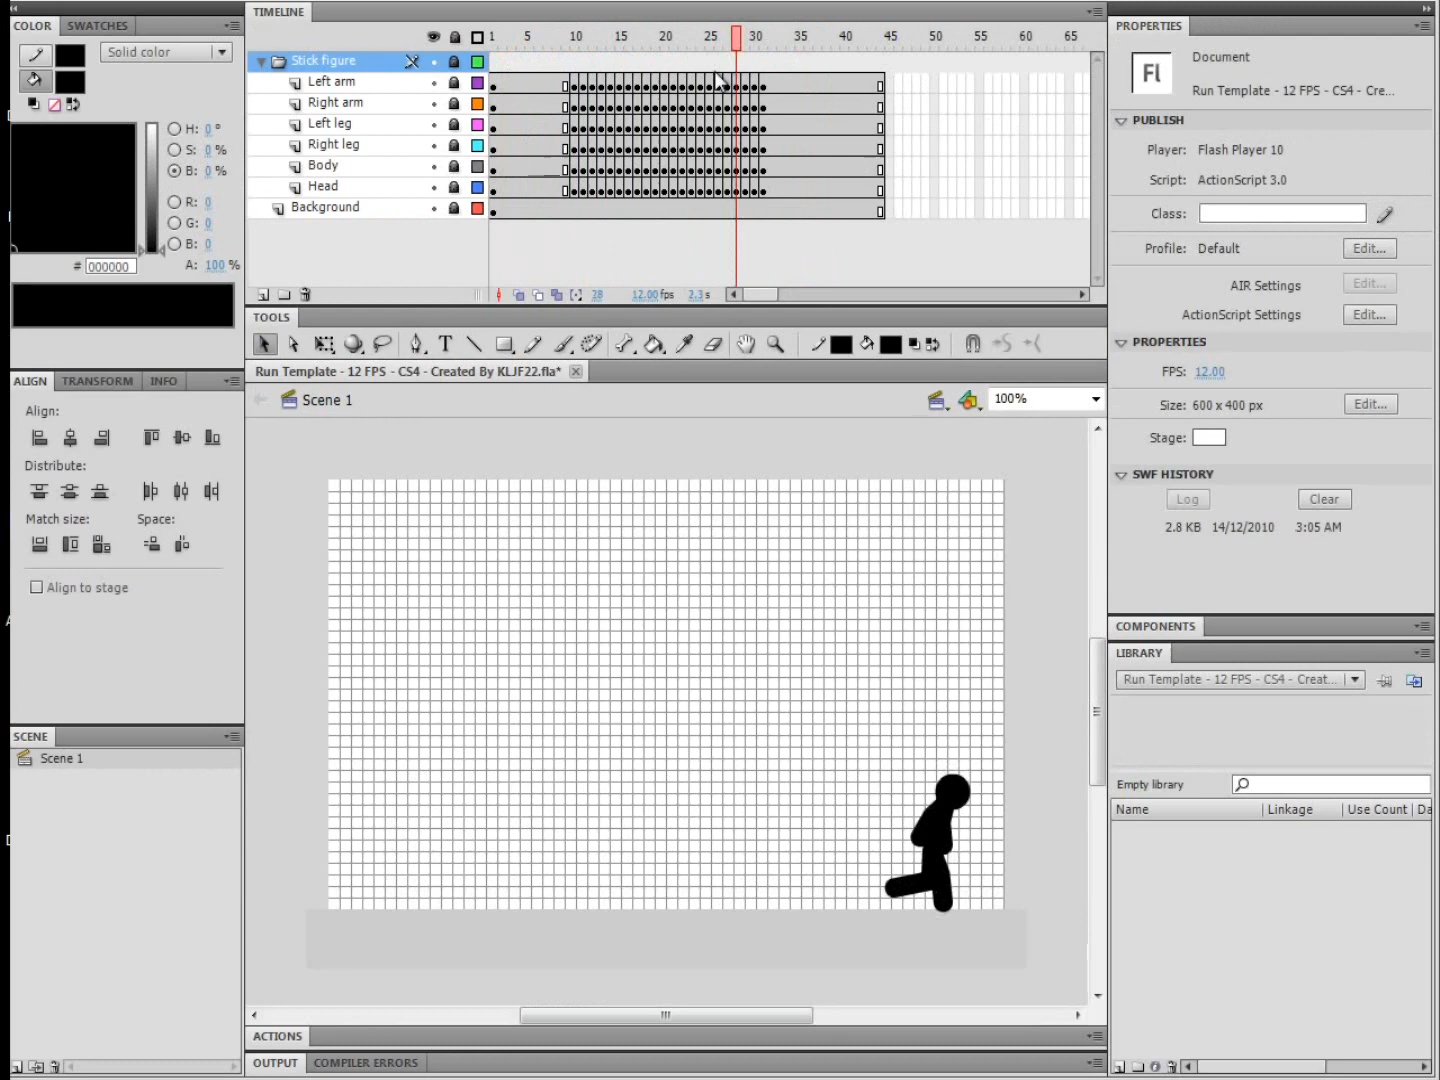 COLOR SWATCHES
Solid color
H: 0 °
S: 0 %
B: 0 %
R: 0
G: 0
B: 0
# 000000
A: 100 %
ALIGN TRANSFORM INFO
Align:
Distribute:
Match size: Space:
Align to stage
SCENE
Scene 1
TIMELINE
1 5 10 15 20 25 30 35 40 45 50 55 60 65
Stick figure
Left arm
Right arm
Left leg
Right leg
Body
Head
Background
28 12.00 fps 2.3 s
TOOLS
T
Run Template - 12 FPS - CS4 - Created By KLJF22.fla*
Scene 1
100%
ACTIONS
OUTPUT COMPILER ERRORS
PROPERTIES
Fl
Document
Run Template - 12 FPS - CS4 - Cre...
PUBLISH
Player: Flash Player 10
Script: ActionScript 3.0
Class:
Profile: Default Edit...
AIR Settings Edit...
ActionScript Settings Edit...
PROPERTIES
FPS: 12.00
Size: 600 x 400 px Edit...
Stage:
SWF HISTORY
Log Clear
2.8 KB 14/12/2010 3:05 AM
COMPONENTS
LIBRARY
Run Template - 12 FPS - CS4 - Creat...
Empty library
Name Linkage Use Count Da